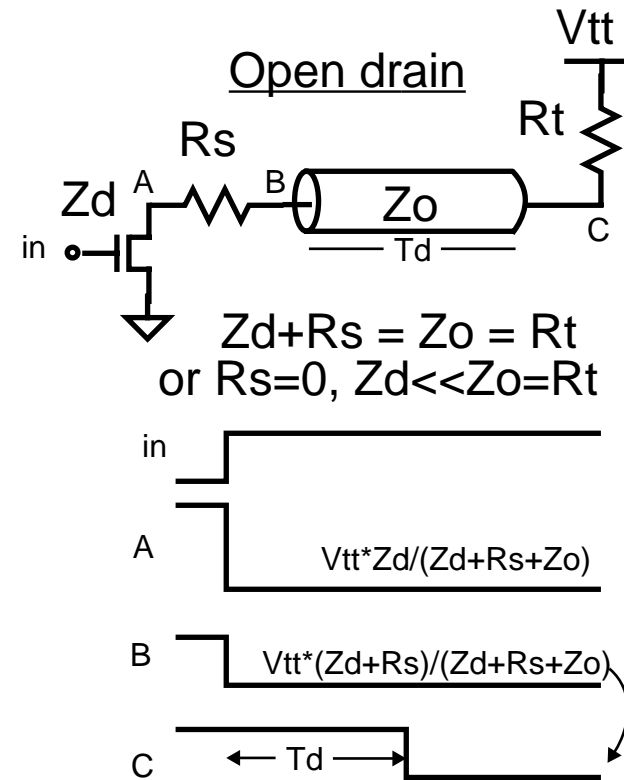 Vtt
Open drain
Rt
Rs
A
B
Zd
Zo
C
in
Td
Zd+Rs = Zo = Rt
or Rs=0, Zd<<Zo=Rt
in
A
Vtt*Zd/(Zd+Rs+Zo)
B
Vtt*(Zd+Rs)/(Zd+Rs+Zo)
Td
C